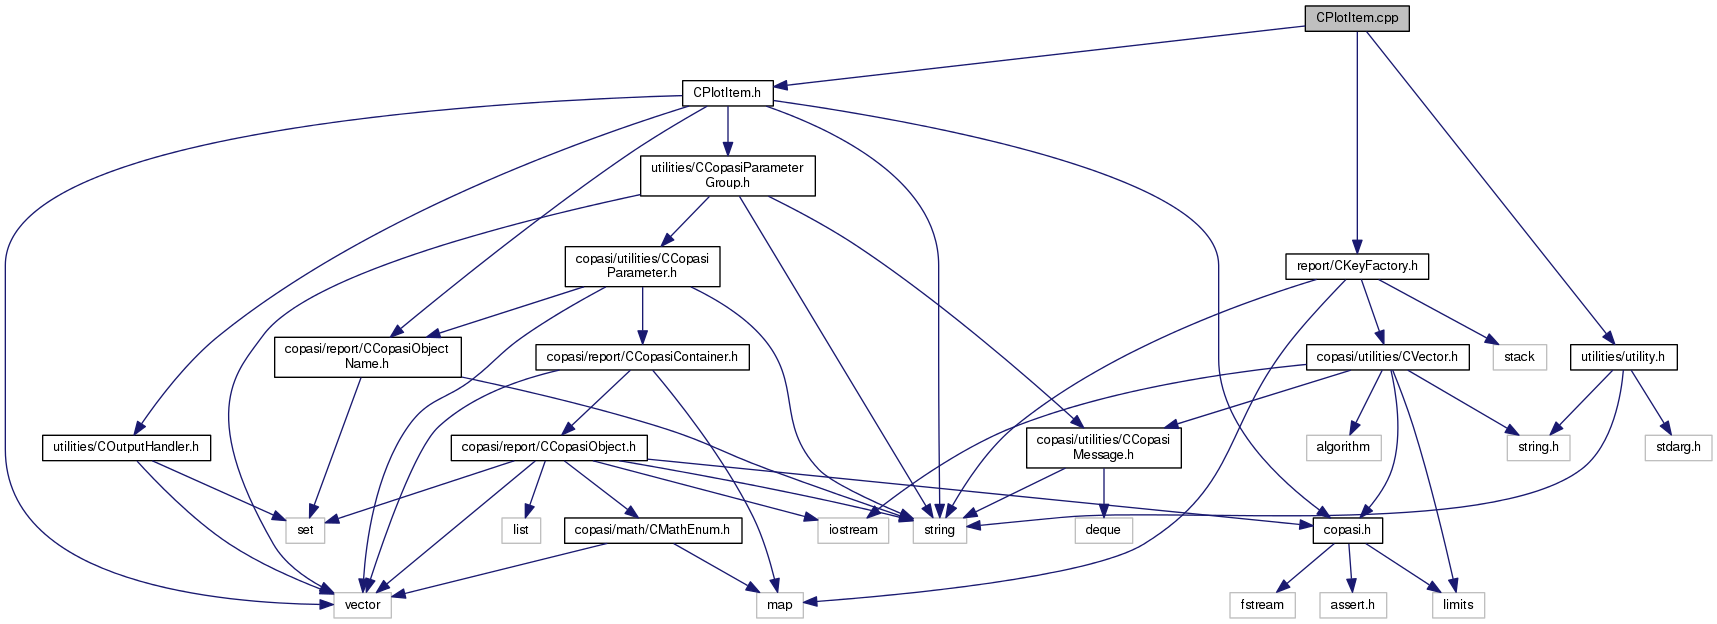 CPlotItem.cpp
CPlotItem.h
utilities/CCopasiParameter
Group.h
copasi/utilities/CCopasi
Parameter.h
report/CKeyFactory.h
copasi/report/CCopasiObject
Name.h
copasi/report/CCopasiContainer.h
copasi/utilities/CVector.h
stack
utilities/utility.h
utilities/COutputHandler.h
copasi/report/CCopasiObject.h
copasi/utilities/CCopasi
Message.h
algorithm
string.h
stdarg.h
set
list
copasi/math/CMathEnum.h
iostream
string
deque
copasi.h
vector
map
fstream
assert.h
limits